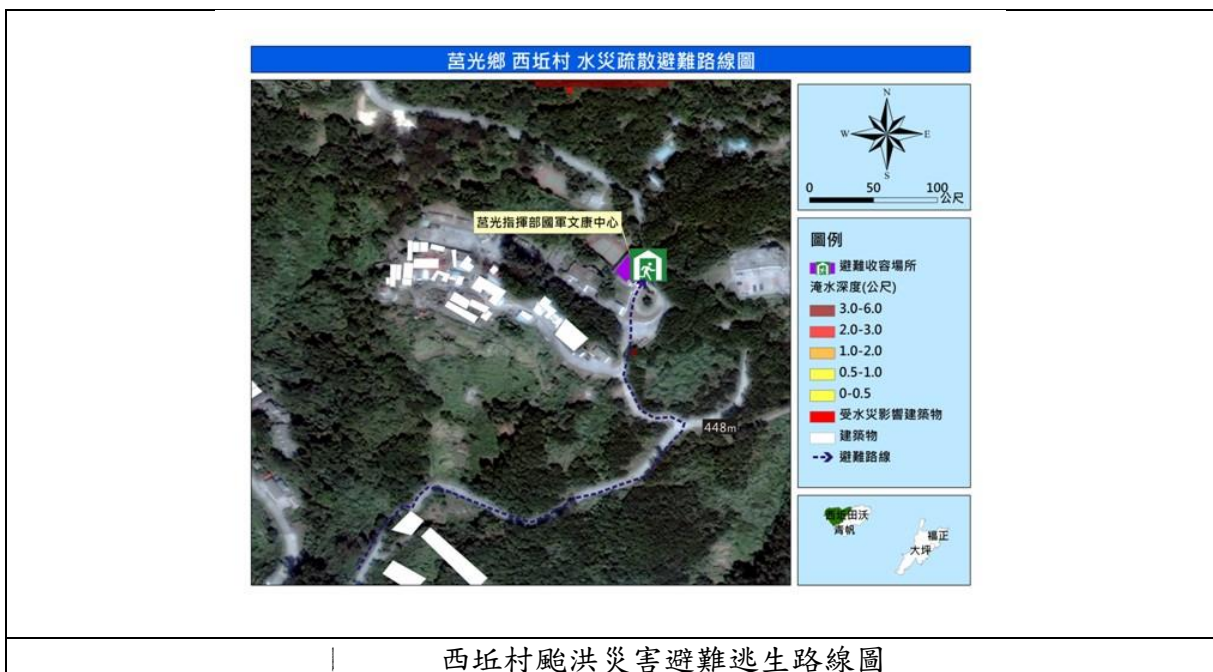 莒光鄉 西坵村 水災疏散避難路線圖
N
W E
S
0 50 100
公尺
莒光指揮部國軍文康中心
448m
圖例
避難收容場所
淹水深度(公尺)
3.0-6.0
2.0-3.0
1.0-2.0
0.5-1.0
0-0.5
受水災影響建築物
建築物
避難路線
西坵田沃
青帆
福正
大坪
西坵村颱洪災害避難逃生路線圖